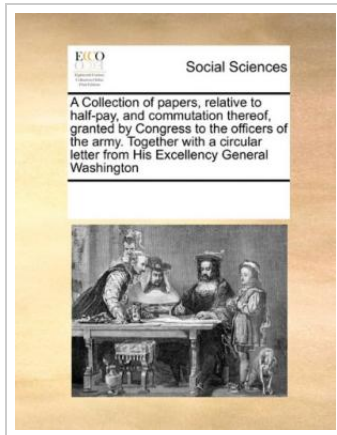 ECCO
Social Sciences
A Collection of papers, relative to
half-pay, and commutation thereof,
granted by Congress to the officers of
the army. Together with a circular
letter from His Excellency General
Washington